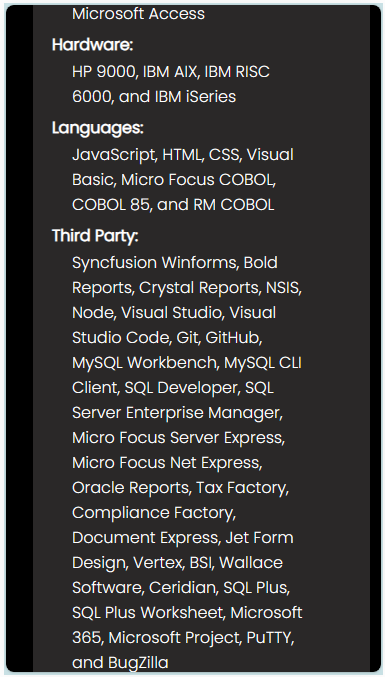 Microsoft Access
Hardware:
HP 9000, IBM AIX, IBM RISC
6000, and IBM iSeries
Languages:
JavaScript, HTML, CSS, Visual
Basic, Micro Focus COBOL,
COBOL 85, and RM COBOL
Third Party:
Syncfusion Winforms, Bold
Reports, Crystal Reports, NSIS,
Node, Visual Studio, Visual
Studio Code, Git, GitHub,
MySQL Workbench, MySQL CLI
Client, SQL Developer, SQL
Server Enterprise Manager,
Micro Focus Server Express,
Micro Focus Net Express,
Oracle Reports, Tax Factory,
Compliance Factory,
Document Express, Jet Form
Design, Vertex, BSI, Wallace
Software, Ceridian, SQL Plus,
SQL Plus Worksheet, Microsoft
365, Microsoft Project, PuTTY,
and BugZilla